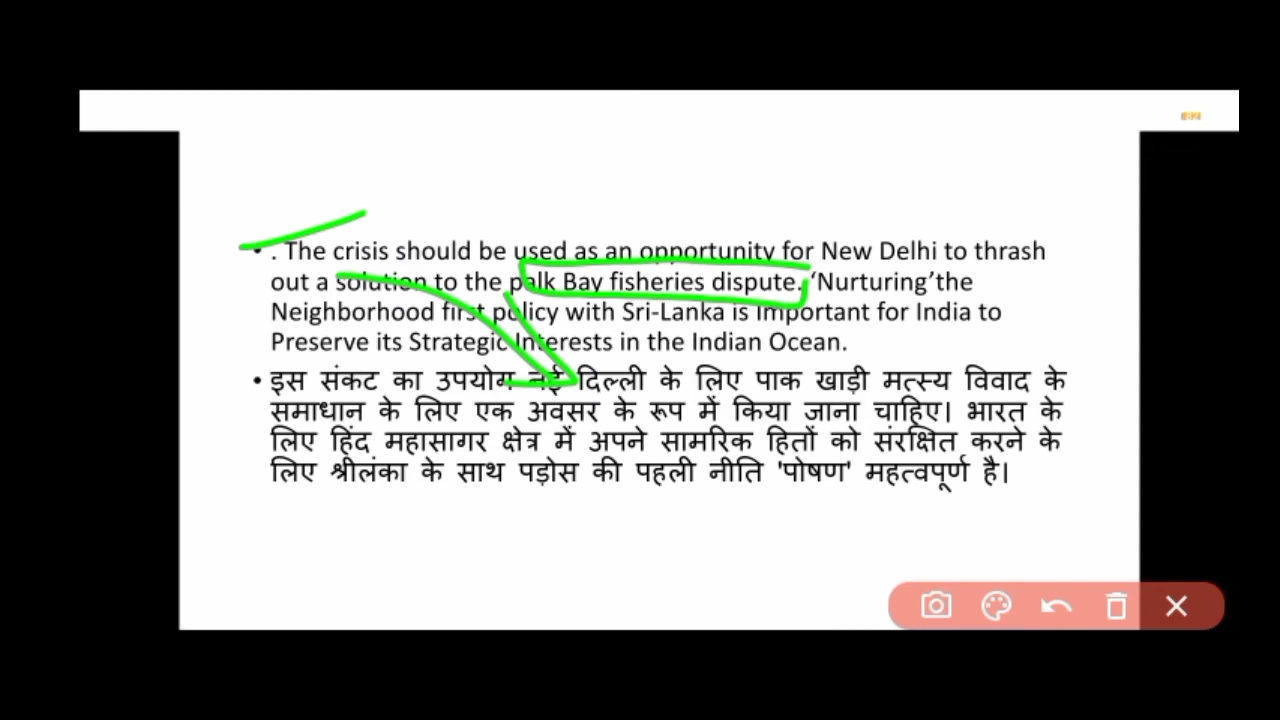 • . The crisis should be used as an opportunity for New Delhi to thrash
out a solution to the palk Bay fisheries dispute. ‘Nurturing’the
Neighborhood first policy with Sri-Lanka is Important for India to
Preserve its Strategic Interests in the Indian Ocean.
• इस संकट का उपयोग नई दिल्ली के लिए पाक खाड़ी मत्स्य विवाद के
समाधान के लिए एक अवसर के रूप में किया जाना चाहिए। भारत के
लिए हिंद महासागर क्षेत्र में अपने सामरिक हितों को संरक्षित करने के
लिए श्रीलंका के साथ पड़ोस की पहली नीति 'पोषण' महत्वपूर्ण है।